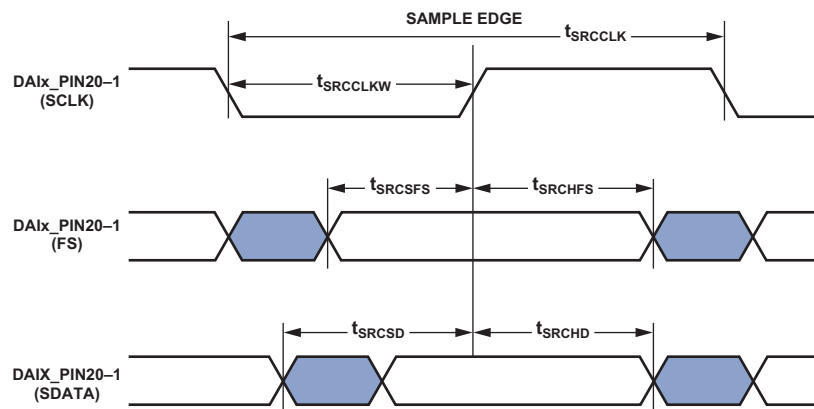 SAMPLE EDGE
tSRCCLK
DAIx_PIN20–1
(SCLK)
tSRCCLKW
tSRCSFS
tSRCHFS
DAIx_PIN20–1
(FS)
tSRCSD
tSRCHD
DAIX_PIN20–1
(SDATA)